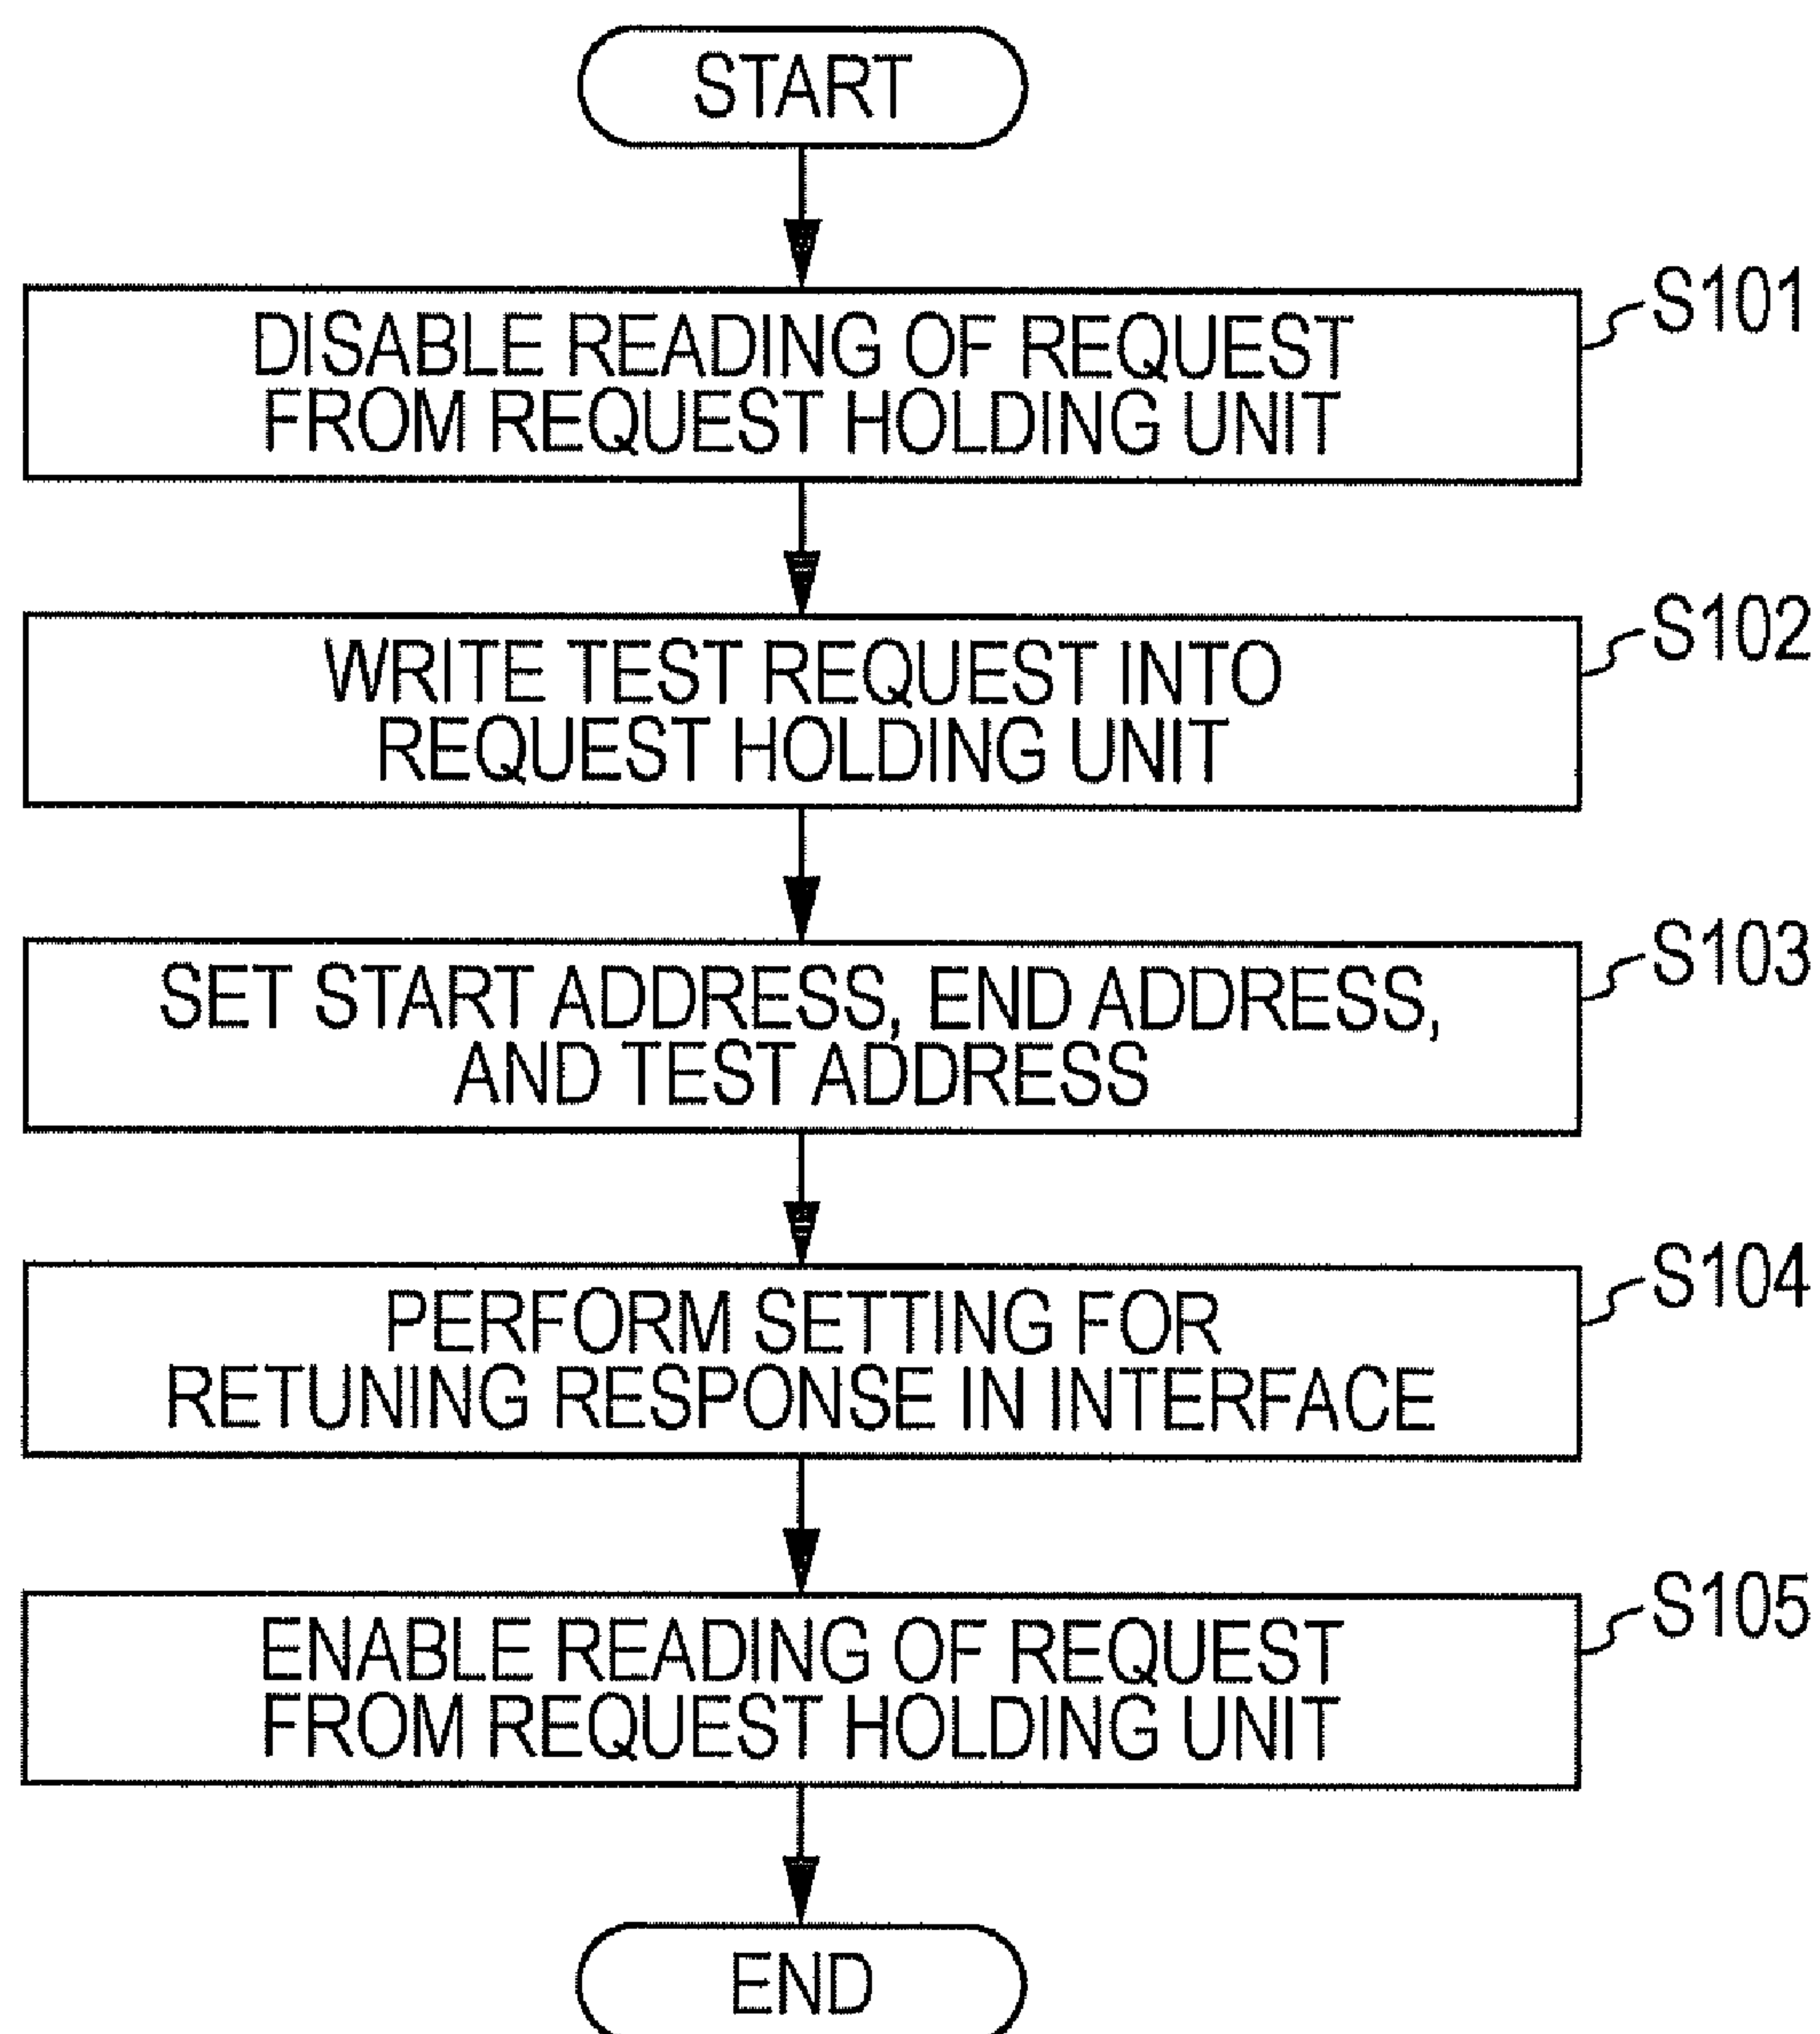 START
DISABLE READING OF REQUEST
FROM REQUEST HOLDING UNIT
S101
WRITE TEST REQUEST INTO
REQUEST HOLDING UNIT
S102
SET START ADDRESS, END ADDRESS,
AND TEST ADDRESS
S103
PERFORM SETTING FOR
RETUNING RESPONSE IN INTERFACE
S104
ENABLE READING OF REQUEST
FROM REQUEST HOLDING UNIT
S105
END